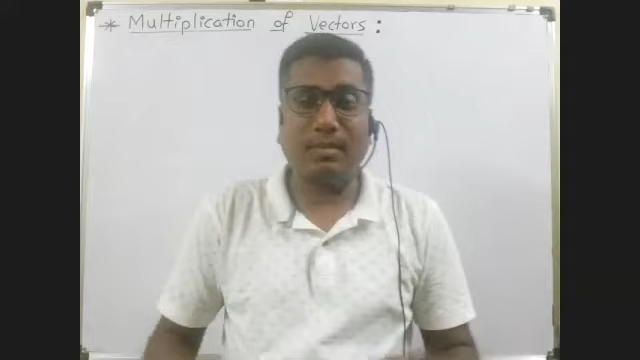 * Multiplication of Vectors :